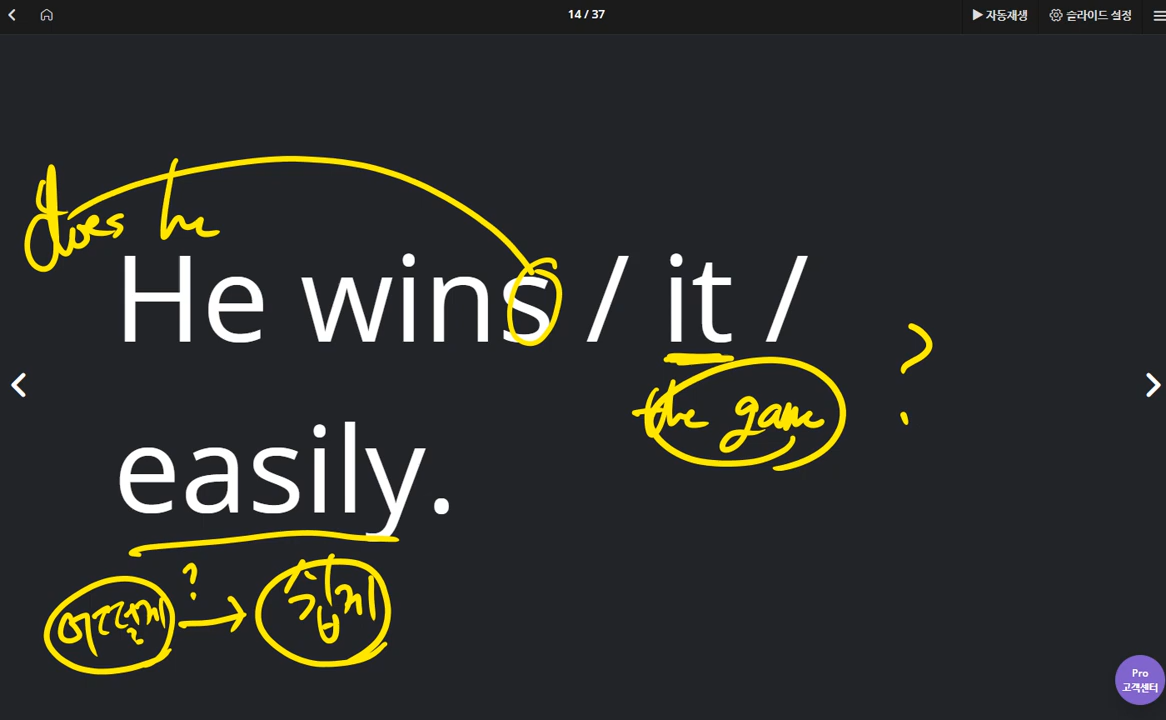 14 / 37
▶ 자동재생
슬라이드 설정
does he
He wins / it /
?
the game
easily.
?
어떻게 → 쉽게
Pro
고객센터